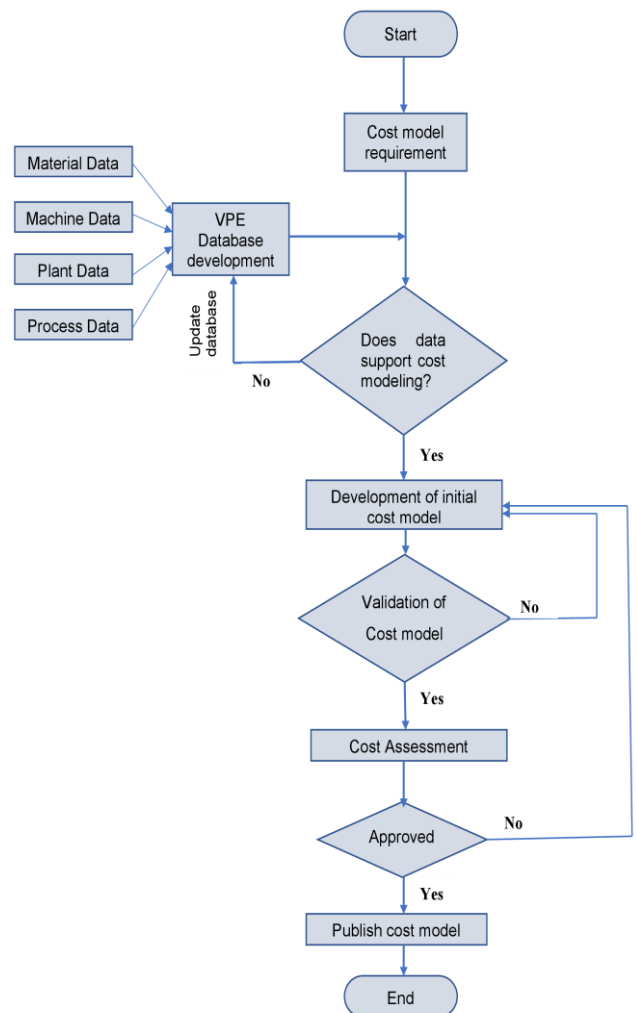 Start
Cost model
requirement
Material Data
Machine Data
Plant Data
Process Data
VPE
Database
development
Update
database
Does data
support cost
modeling?
No
Yes
Development of initial
cost model
Validation of
Cost model
No
Yes
Cost Assessment
Approved
No
Yes
Publish cost model
End